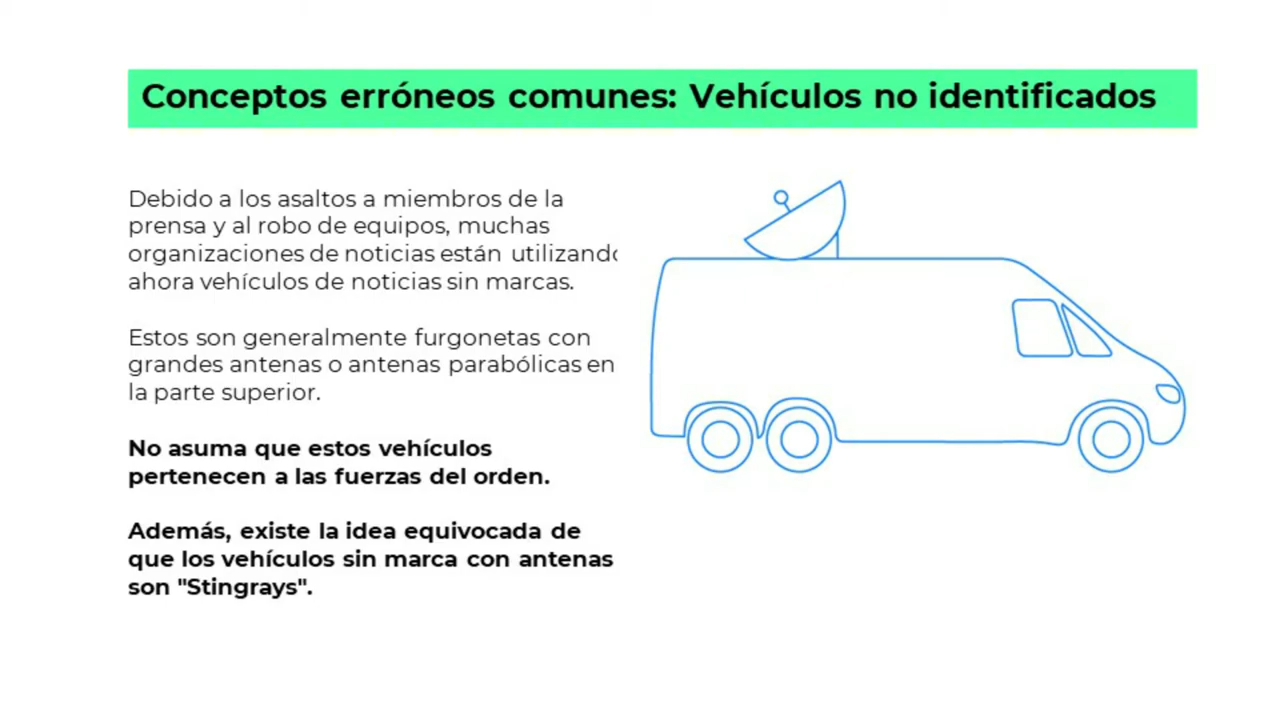 Conceptos erróneos comunes: Vehículos no identificados
Debido a los asaltos a miembros de la
prensa y al robo de equipos, muchas
organizaciones de noticias están utilizando
ahora vehículos de noticias sin marcas.
Estos son generalmente furgonetas con
grandes antenas o antenas parabólicas en
la parte superior.
No asuma que estos vehículos
pertenecen a las fuerzas del orden.
Además, existe la idea equivocada de
que los vehículos sin marca con antenas
son "Stingrays".